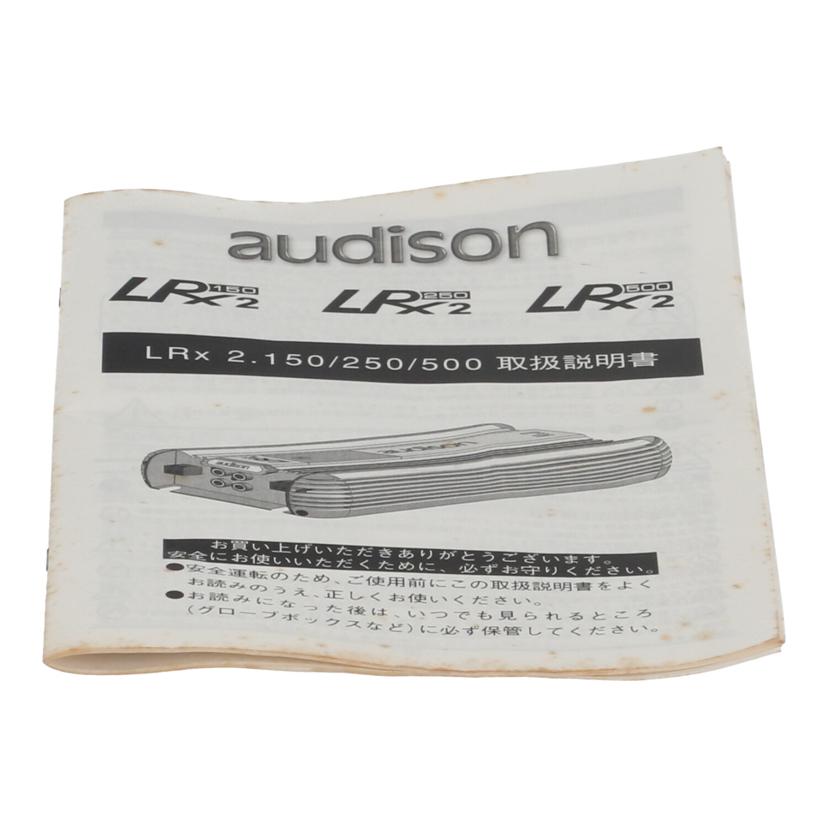 audison
LRx 2 150
LRx 2 250
LRx 2 500
LRx 2.150/250/500 取扱説明書
audison
audison
お買い上げいただきありがとうございます。
安全にお使いいただくために、必ずお守りください。
●安全運転のため、ご使用前にこの取扱説明書をよく
お読みのうえ、正しくお使いください。
●お読みになった後は、いつでも見られるところ
(グローブボックスなど)に必ず保管してください。